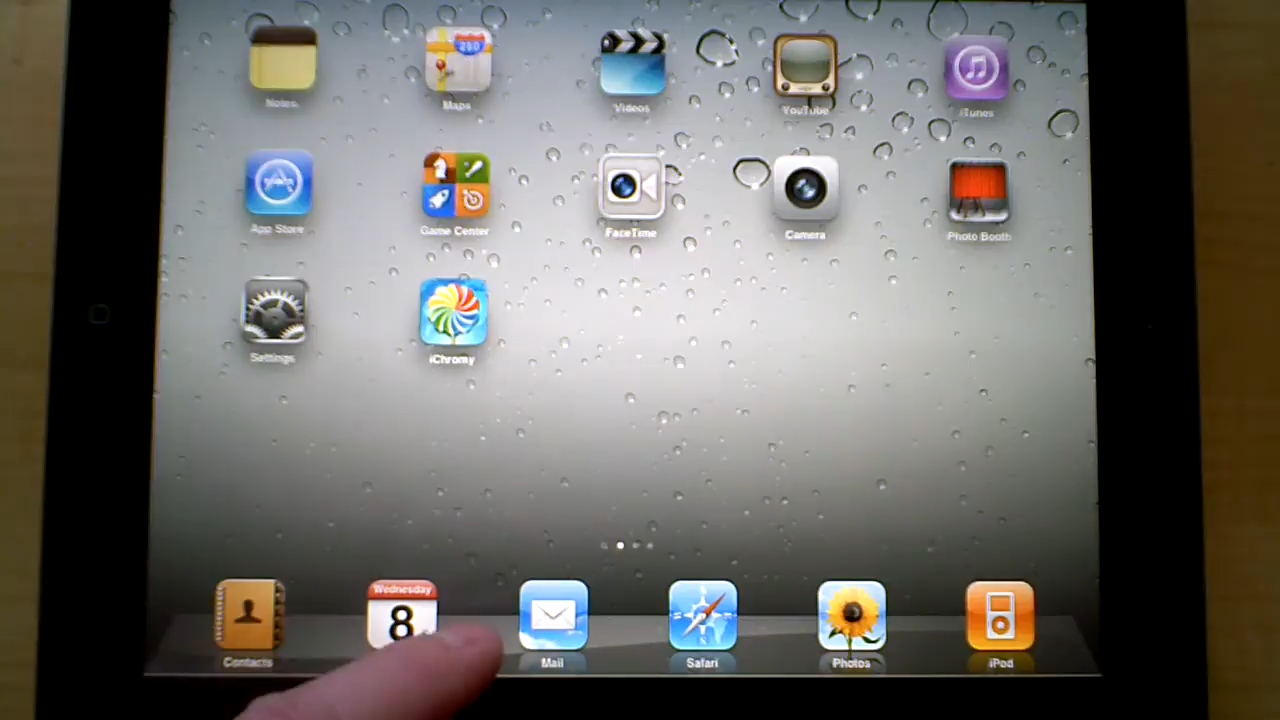 Notes
Maps
Videos
YouTube
iTunes
App Store
Game Center
FaceTime
Camera
Photo Booth
Settings
iChromy
Wednesday
8
Contacts
Mail
Safari
Photos
iPod